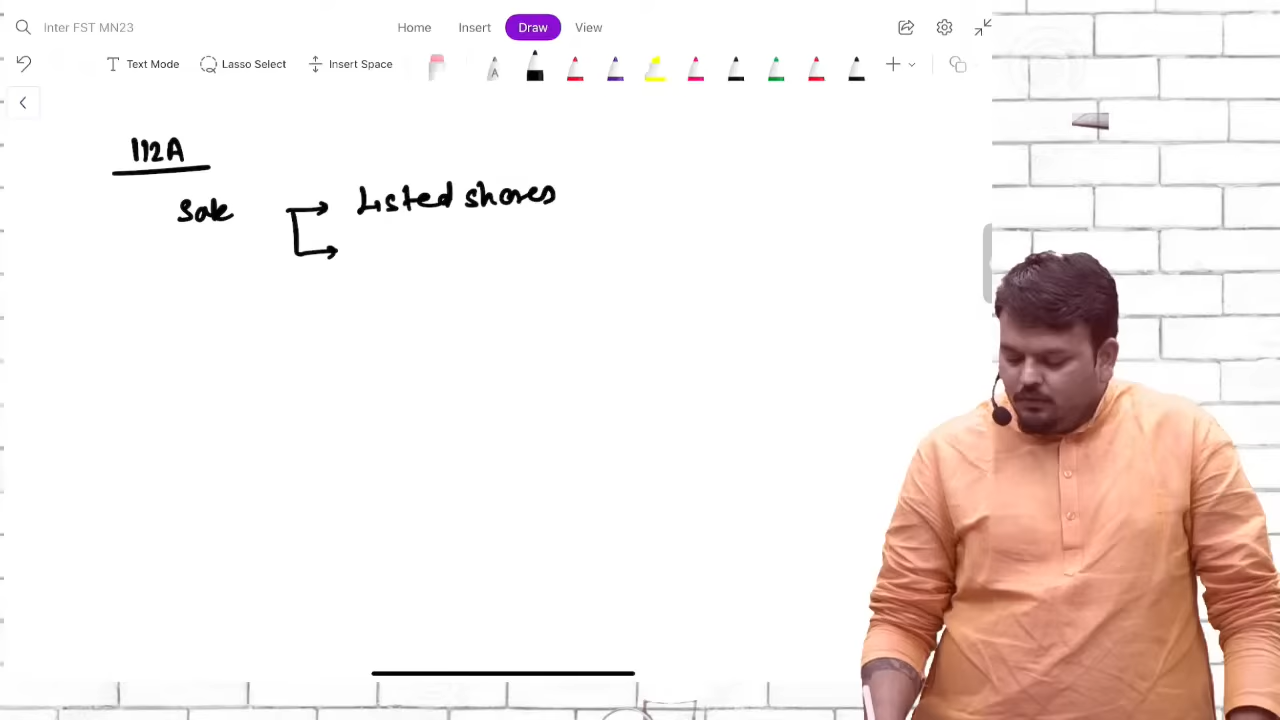 Inter FST MN23
Home Insert Draw View
Text Mode Lasso Select Insert Space
A
112A
Sale Listed shares